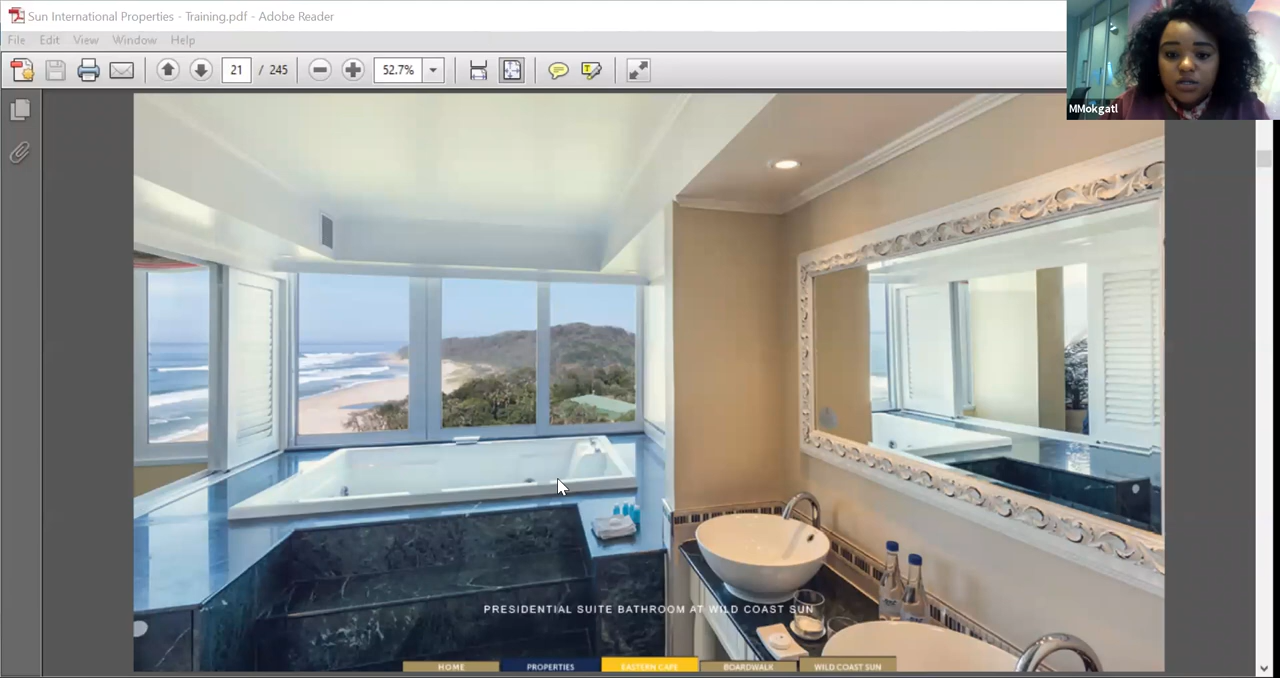 Sun International Properties - Training.pdf - Adobe Reader
File Edit View Window Help
21 / 245 52.7%
MMokgatl
PRESIDENTIAL SUITE BATHROOM AT WILD COAST SUN
HOME PROPERTIES EASTERN CAPE BOARDWALK WILD COAST SUN